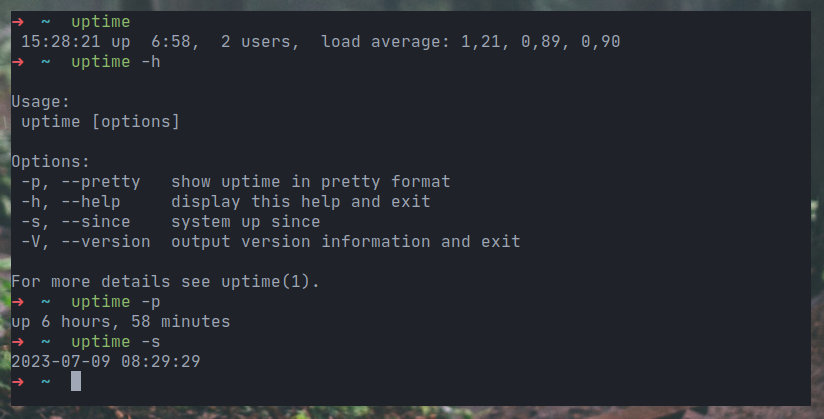 ➜  ~  uptime
 15:28:21 up  6:58,  2 users,  load average: 1,21, 0,89, 0,90
➜  ~  uptime -h

Usage:
 uptime [options]

Options:
 -p, --pretty   show uptime in pretty format
 -h, --help     display this help and exit
 -s, --since    system up since
 -V, --version  output version information and exit

For more details see uptime(1).
➜  ~  uptime -p
up 6 hours, 58 minutes
➜  ~  uptime -s
2023-07-09 08:29:29
➜  ~